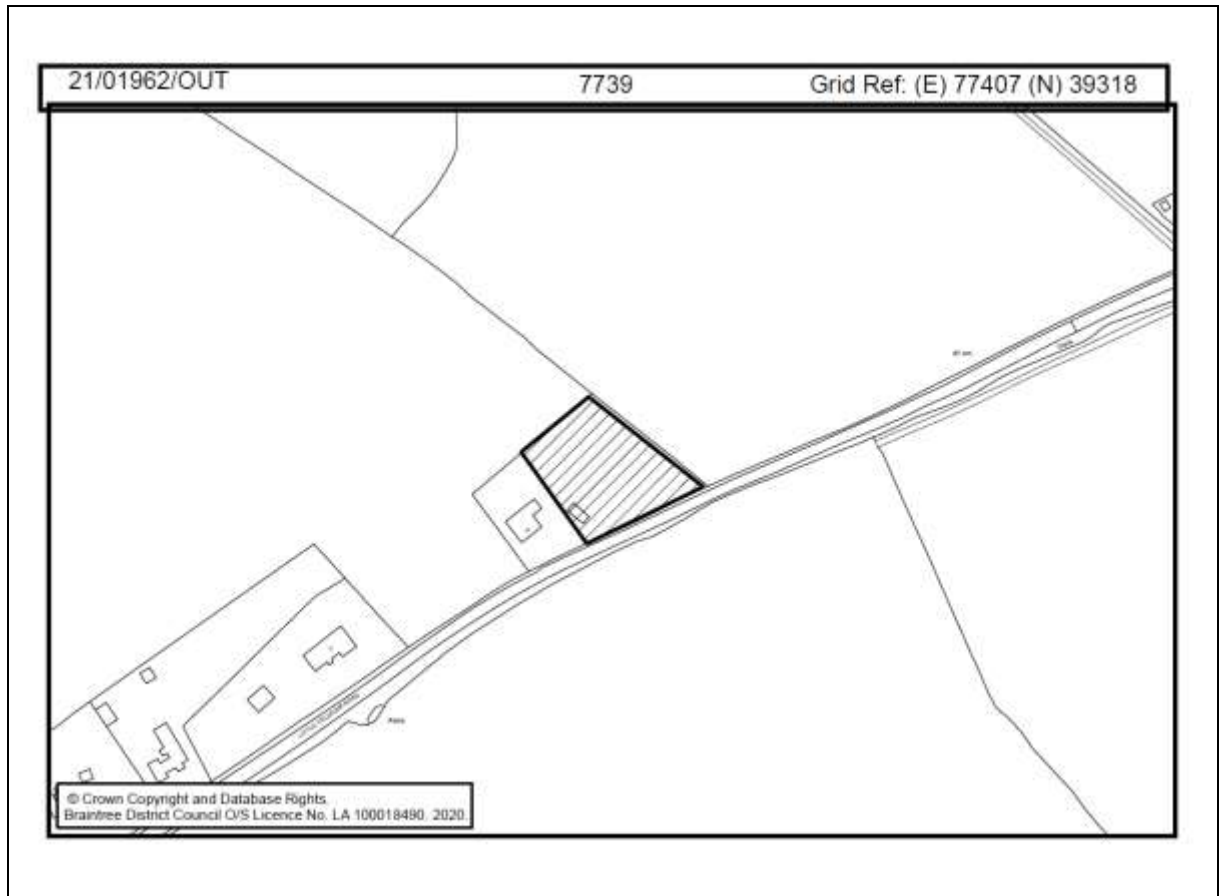 21/01962/OUT 7739 Grid Ref: (E) 77407 (N) 39318
Pond
© Crown Copyright and Database Rights.
Braintree District Council O/S Licence No. LA 100018490. 2020.